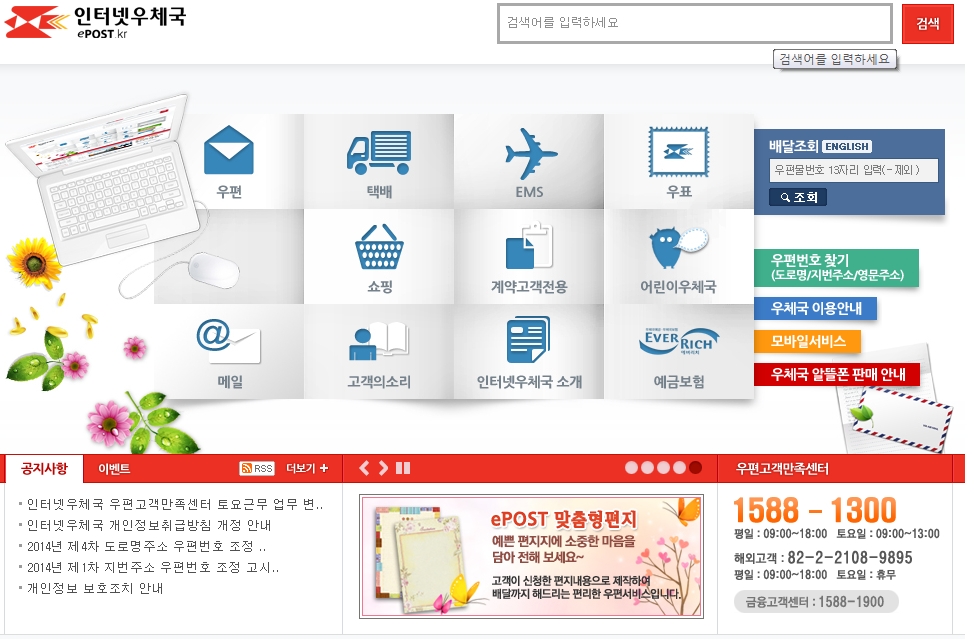 인터넷우체국
ePOST.kr
검색어를 입력하세요
검색
검색어를 입력하세요
우편
택배
EMS
우표
배달조회 ENGLISH
우편물번호 13자리 입력(-제외)
조회
쇼핑
계약고객전용
어린이우체국
우편번호 찾기
(도로명/지번주소/영문주소)
우체국 이용안내
모바일서비스
우체국 알뜰폰 판매 안내
@
메일
고객의소리
인터넷우체국 소개
EVER RICH
에버리치
예금보험
공지사항
이벤트
RSS
더보기 +
우편고객만족센터
인터넷우체국 우편고객만족센터 토요근무 업무 변..
인터넷우체국 개인정보취급방침 개정 안내
2014년 제4차 도로명주소 우편번호 조정 ..
2014년 제1차 지번주소 우편번호 조정 고시..
개인정보 보호조치 안내
ePOST 맞춤형편지
예쁜 편지지에 소중한 마음을
담아 전해 보세요~
고객이 신청한 편지내용으로 제작하여
배달까지 해드리는 편리한 우편서비스입니다.
1588 - 1300
평일 : 09:00~18:00 토요일 : 09:00~13:00
해외고객 : 82-2-2108-9895
평일 : 09:00~18:00 토요일 : 휴무
금융고객센터 : 1588-1900